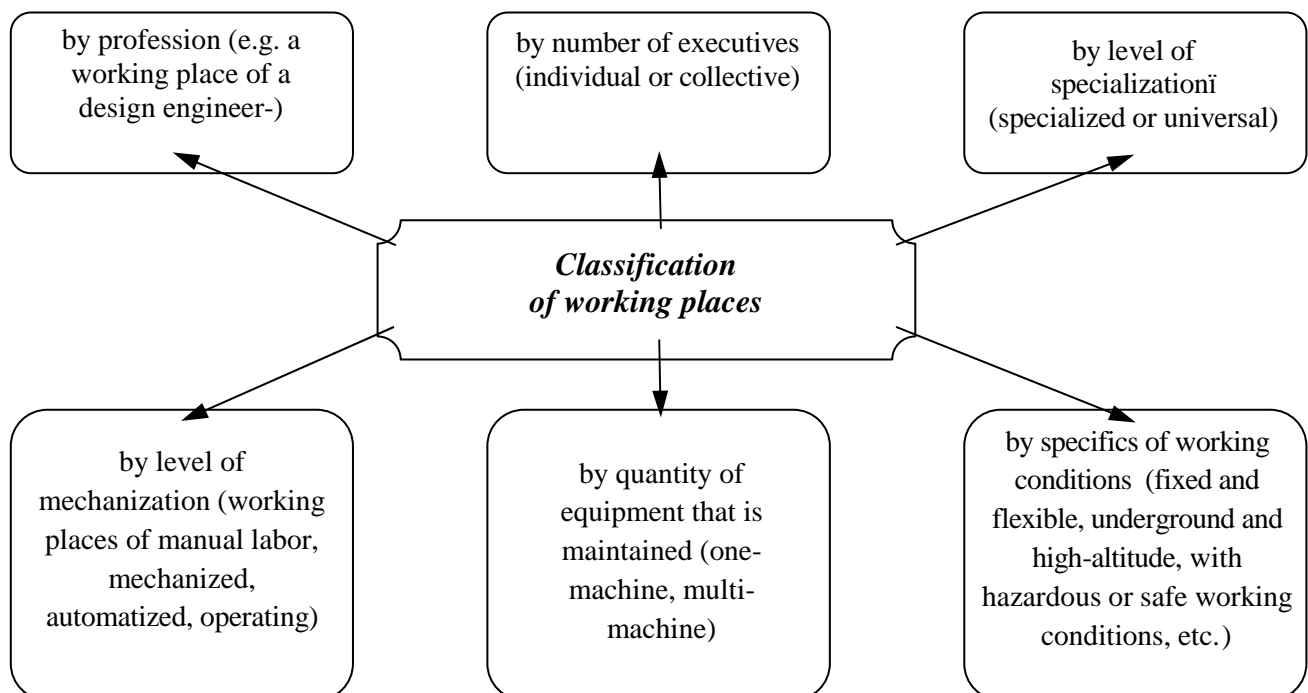 by profession (e.g. a
working place of a
design engineer-)
by number of executives
(individual or collective)
by level of
specializationï
(specialized or universal)
Classification
of working places
by level of
mechanization (working
places of manual labor,
mechanized,
automatized, operating)
by quantity of
equipment that is
maintained (one-
machine, multi-
machine)
by specifics of working
conditions (fixed and
flexible, underground and
high-altitude, with
hazardous or safe working
conditions, etc.)